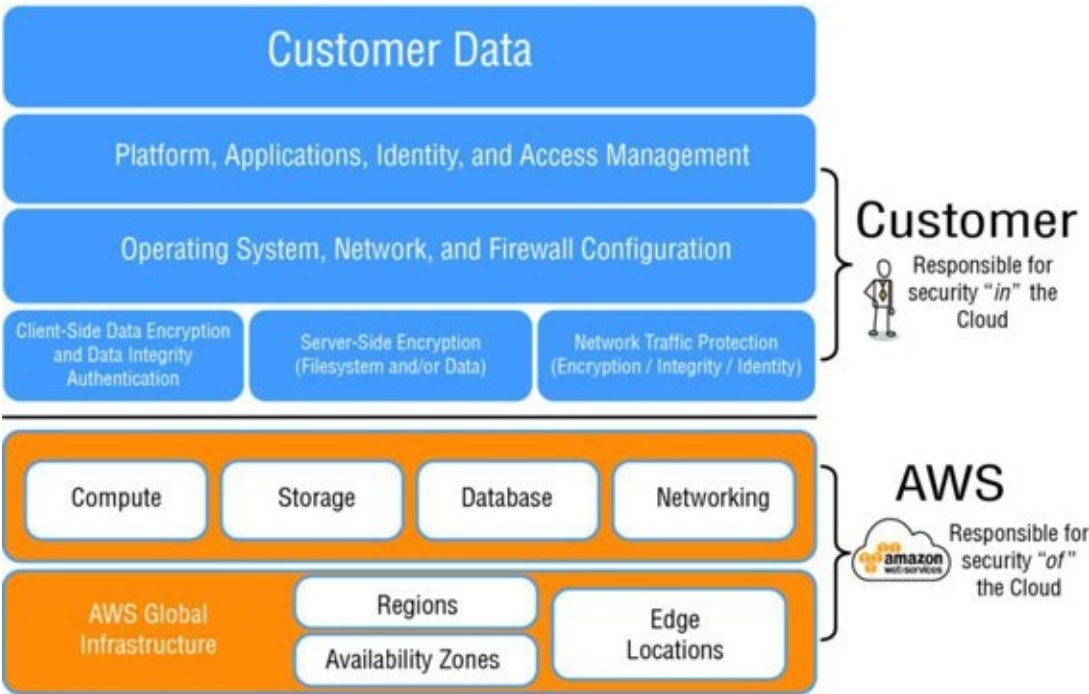 Customer Data
Platform, Applications, Identity, and Access Management
Operating System, Network, and Firewall Configuration
Client-Side Data Encryption
and Data Integrity
Authentication
Server-Side Encryption
(Filesystem and/or Data)
Network Traffic Protection
(Encryption / Integrity / Identity)
Customer
Responsible for
security "in" the
Cloud
Compute
Storage
Database
Networking
AWS Global
Infrastructure
Regions
Availability Zones
Edge
Locations
AWS
amazon
web services
Responsible for
security "of"
the Cloud